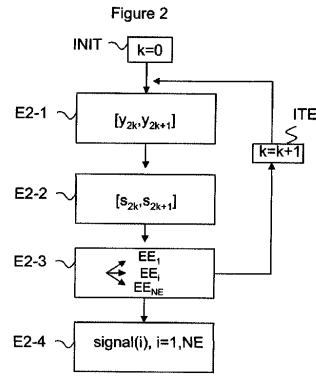 Figure 2
INIT
k=0
ITE
k=k+1
E2-1
[y2k,y2k+1]
E2-2
[s2k,s2k+1]
E2-3
EE1
EEi
EENE
E2-4
signal(i), i=1,NE